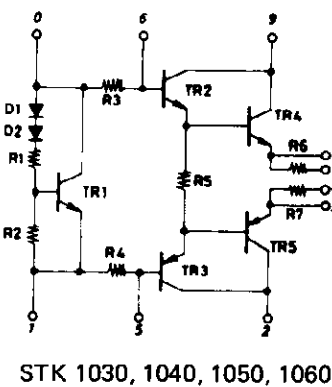 0
6
9
D1
D2
R1
R2
R3
TR2
TR4
R6
TR1
R5
R7
R4
TR3
TR5
1
5
2
STK 1030, 1040, 1050, 1060